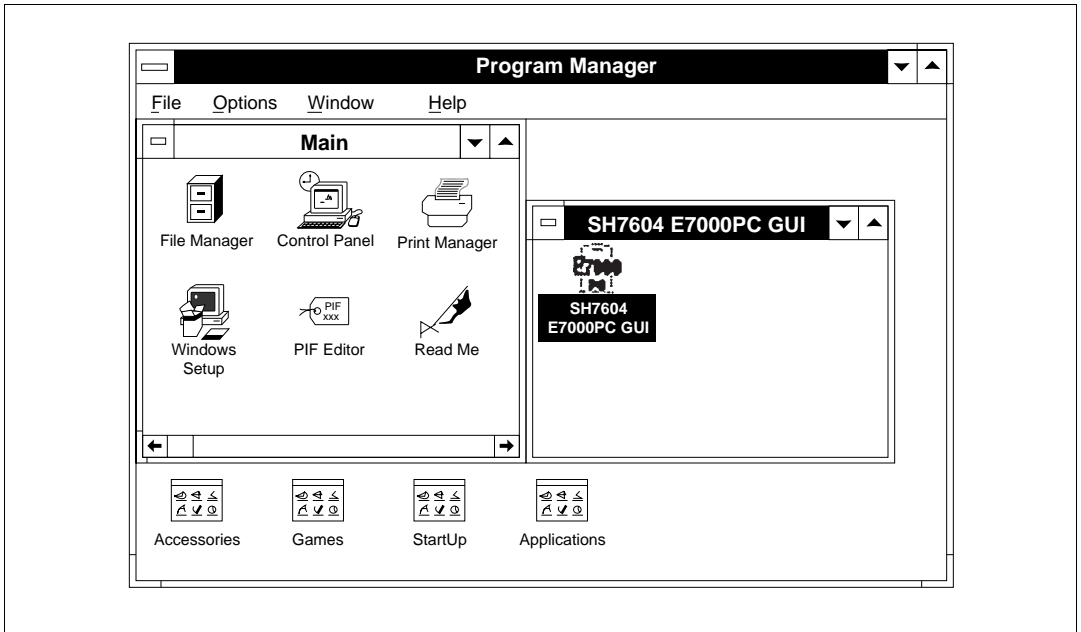 Program Manager
File Options Window Help
Main
File Manager
Control Panel
Print Manager
PIF
xxx
Windows
Setup
PIF Editor
Read Me
SH7604 E7000PC GUI
E7000
SH7604
E7000PC GUI
Accessories
Games
StartUp
Applications